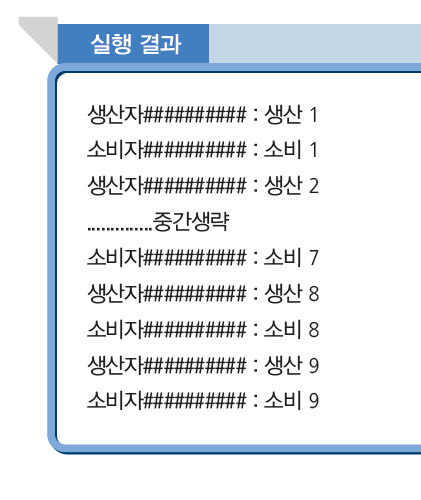 실행 결과
생산자########## : 생산 1
소비자########## : 소비 1
생산자########## : 생산 2
..............중간생략
소비자########## : 소비 7
생산자########## : 생산 8
소비자########## : 소비 8
생산자########## : 생산 9
소비자########## : 소비 9